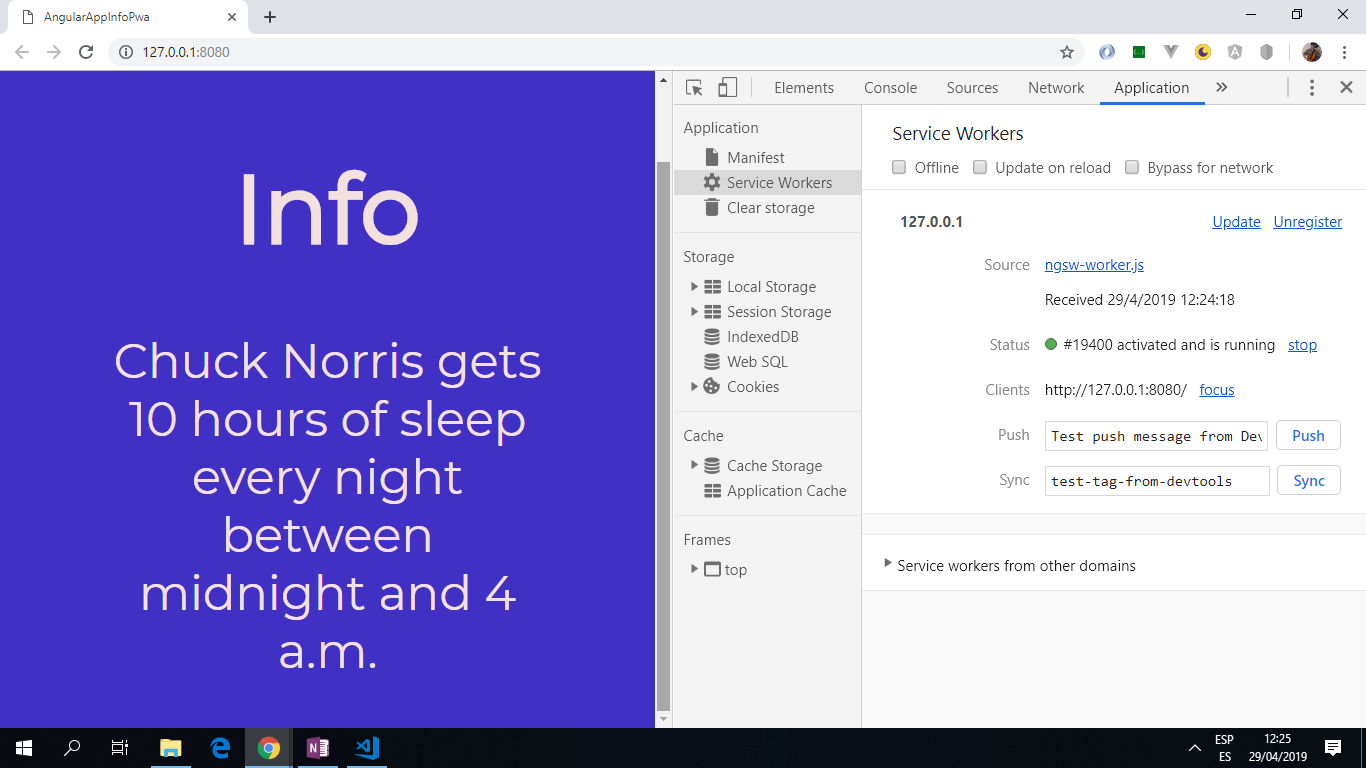 AngularAppInfoPwa
127.0.0.1:8080
Info
Chuck Norris gets
10 hours of sleep
every night
between
midnight and 4
a.m.
Elements Console Sources Network Application
Application
Manifest
Service Workers
Clear storage
Storage
Local Storage
Session Storage
IndexedDB
Web SQL
Cookies
Cache
Cache Storage
Application Cache
Frames
top
Service Workers
Offline Update on reload Bypass for network
127.0.0.1 Update Unregister
Source ngsw-worker.js
Received 29/4/2019 12:24:18
Status #19400 activated and is running stop
Clients http://127.0.0.1:8080/ focus
Push Test push message from Dev Push
Sync test-tag-from-devtools Sync
Service workers from other domains
ESP 12:25
ES 29/04/2019